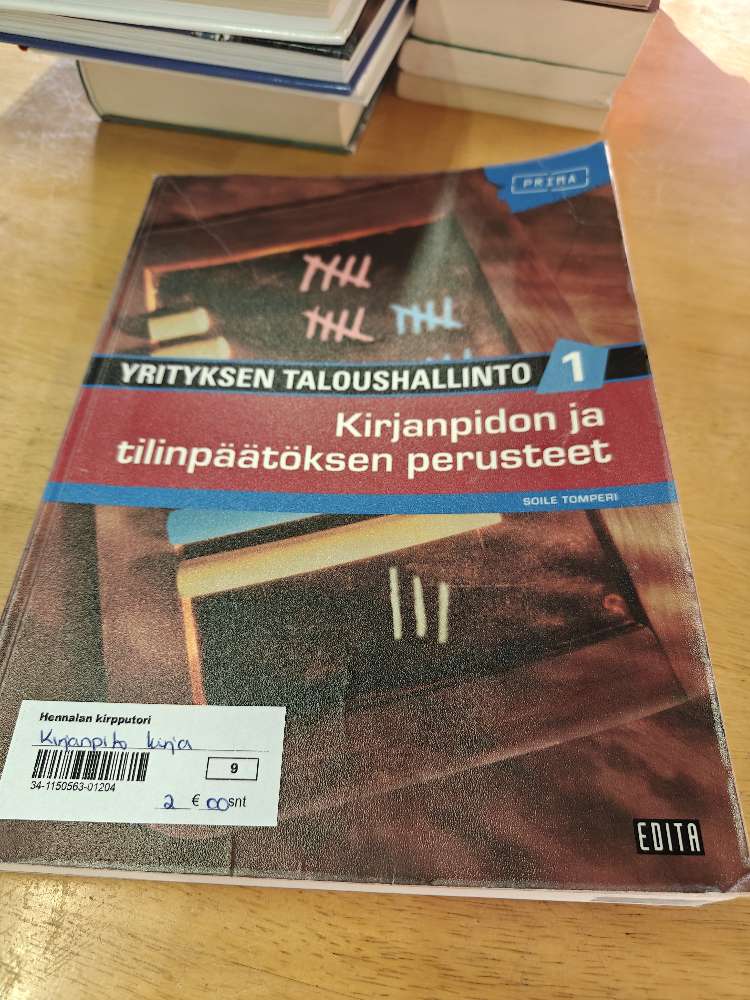 PRIMA
YRITYKSEN TALOUSHALLINTO 1
Kirjanpidon ja
tilinpäätöksen perusteet
SOILE TOMPERI
Hennalan kirpputori
Kirjanpito kirja
9
34-1150563-01204
2 € 00 snt
EDITA